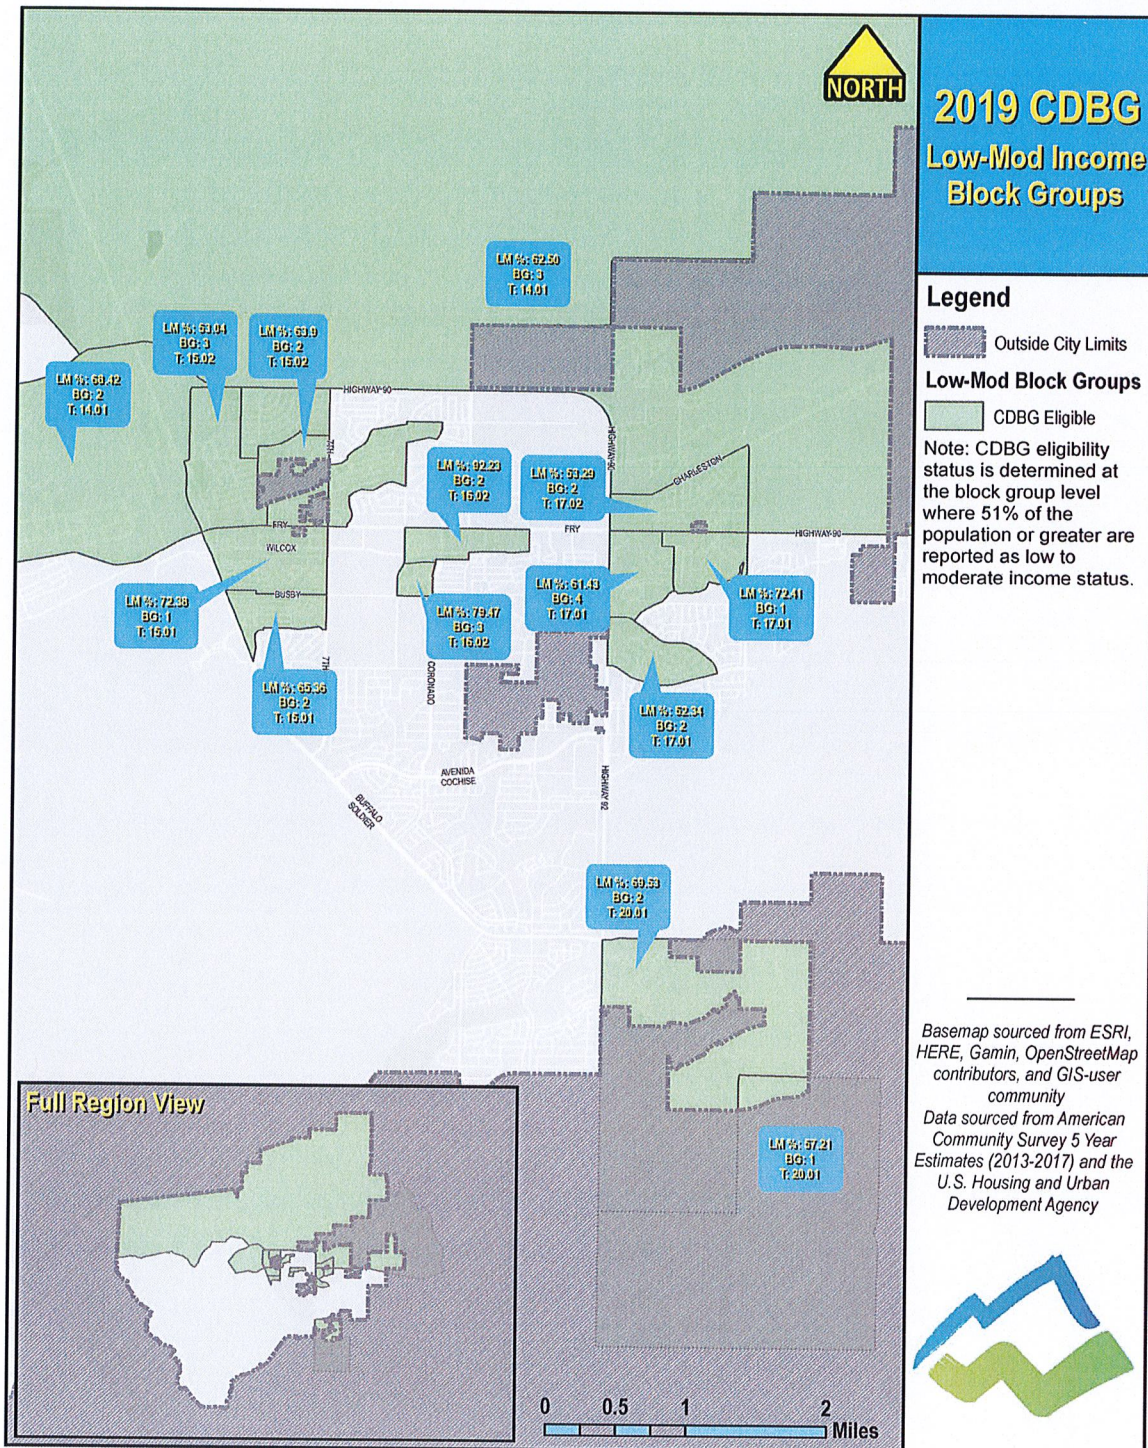 NORTH
2019 CDBG
Low-Mod Income
Block Groups
Legend
Outside City Limits
Low-Mod Block Groups
CDBG Eligible
Note: CDBG eligibility
status is determined at
the block group level
where 51% of the
population or greater are
reported as low to
moderate income status.
LM %: 62.50
BG: 3
T: 14.01
LM %: 53.04
BG: 3
T: 15.02
LM %: 63.9
BG: 2
T: 15.02
LM %: 68.42
BG: 2
T: 14.01
HIGHWAY 90
7TH
HIGHWAY 90
CHARLESTON
LM %: 92.23
BG: 2
T: 16.02
LM %: 53.29
BG: 2
T: 17.02
FRY
FRY
HIGHWAY 90
WILCOX
BUSBY
LM %: 72.38
BG: 1
T: 15.01
LM %: 79.47
BG: 3
T: 16.02
LM %: 61.43
BG: 4
T: 17.01
LM %: 72.41
BG: 1
T: 17.01
7TH
CORONADO
LM %: 65.36
BG: 2
T: 15.01
LM %: 52.34
BG: 2
T: 17.01
AVENIDA
COCHISE
BUFFALO
SOLDIER
HIGHWAY 92
LM %: 69.53
BG: 2
T: 20.01
LM %: 57.21
BG: 1
T: 20.01
Full Region View
0 0.5 1 2
Miles
Basemap sourced from ESRI,
HERE, Gamin, OpenStreetMap
contributors, and GIS-user
community
Data sourced from American
Community Survey 5 Year
Estimates (2013-2017) and the
U.S. Housing and Urban
Development Agency